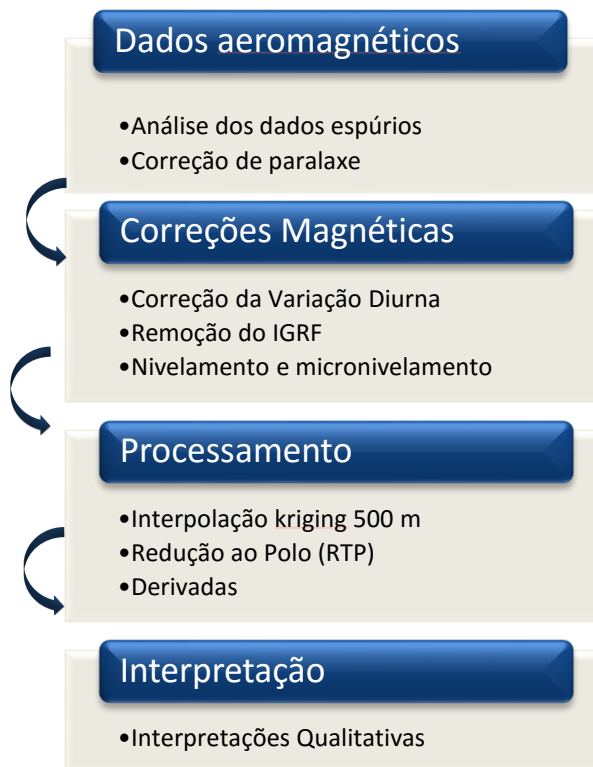 Dados aeromagnéticos
•Análise dos dados espúrios
•Correção de paralaxe
Correções Magnéticas
•Correção da Variação Diurna
•Remoção do IGRF
•Nivelamento e micronivelamento
Processamento
•Interpolação kriging 500 m
•Redução ao Polo (RTP)
•Derivadas
Interpretação
•Interpretações Qualitativas